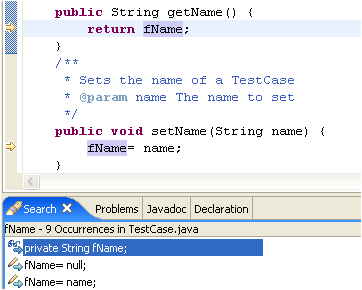 public String getName() {
return fName;
}
/**
* Sets the name of a TestCase
* @param name The name to set
*/
public void setName(String name) {
fName= name;
}
Search Problems Javadoc Declaration
fName - 9 Occurrences in TestCase.java
private String fName;
fName= null;
fName= name;